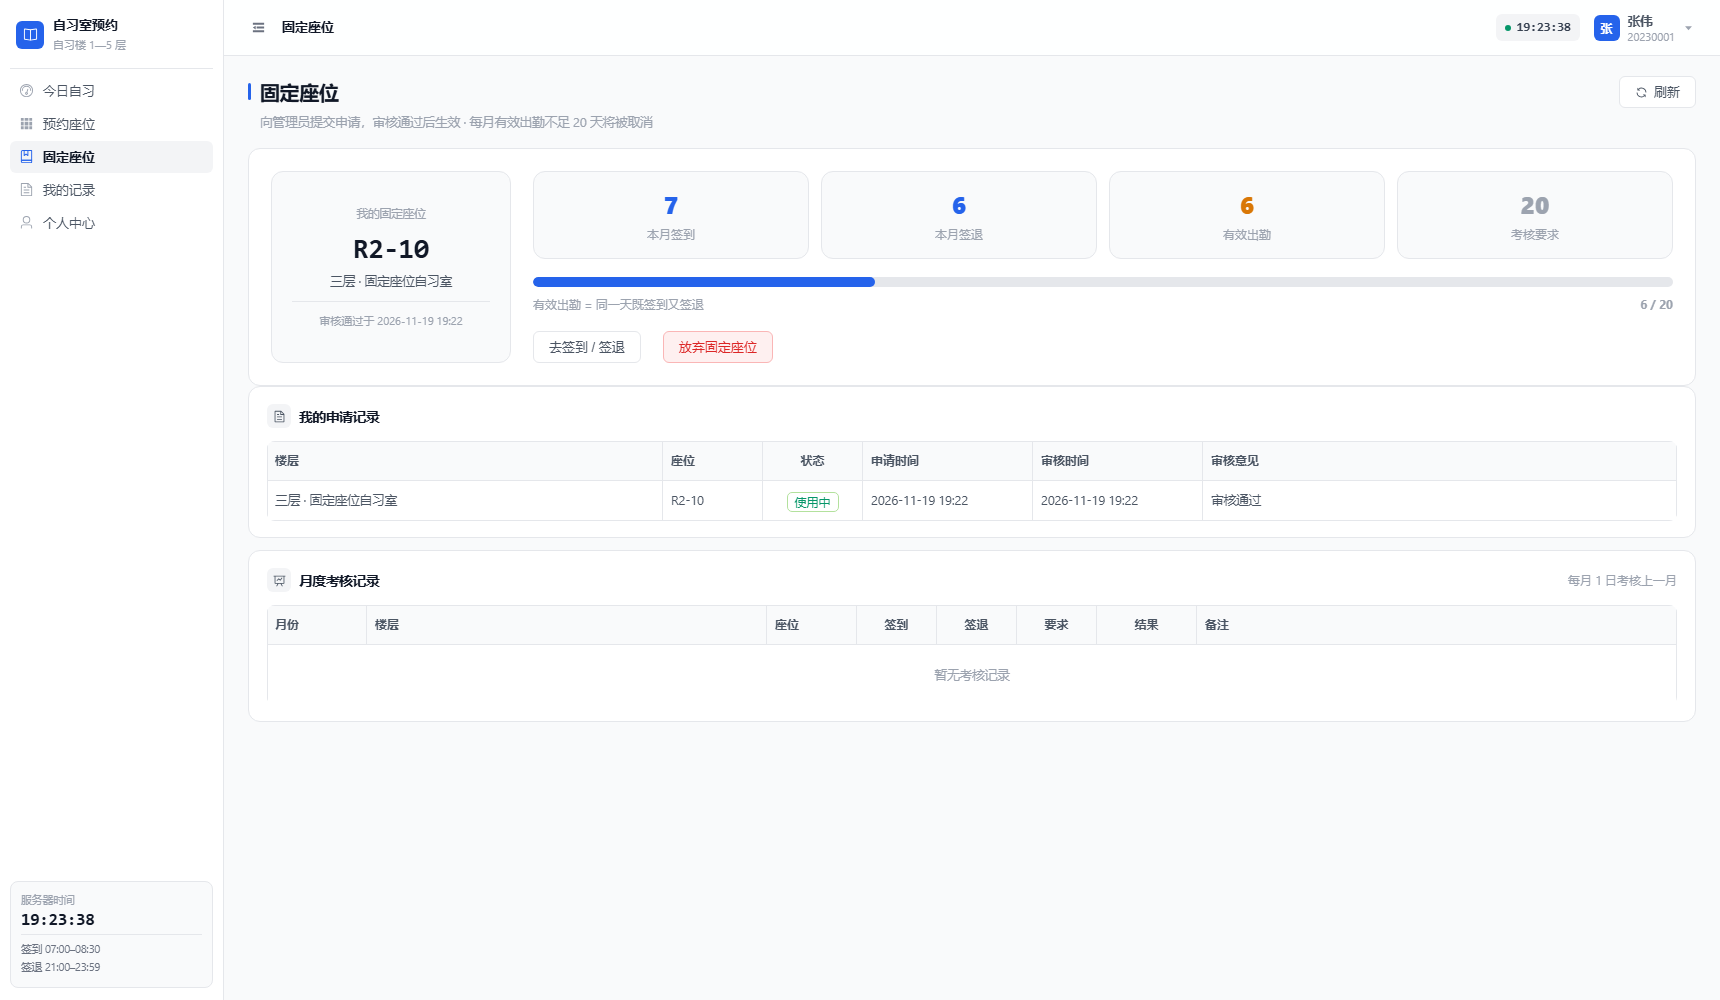 自习室预约
自习楼 1—5 层
今日自习
预约座位
固定座位
我的记录
个人中心
服务器时间
19:23:38
签到 07:00–08:30
签退 21:00–23:59
固定座位
19:23:38
张
张伟
20230001
固定座位
向管理员提交申请，审核通过后生效 · 每月有效出勤不足 20 天将被取消
刷新
我的固定座位
R2-10
三层 · 固定座位自习室
审核通过于 2026-11-19 19:22
7
本月签到
6
本月签退
6
有效出勤
20
考核要求
有效出勤 = 同一天既签到又签退
6 / 20
去签到 / 签退
放弃固定座位
我的申请记录
楼层 座位 状态 申请时间 审核时间 审核意见
三层 · 固定座位自习室 R2-10 使用中 2026-11-19 19:22 2026-11-19 19:22 审核通过
月度考核记录
每月 1 日考核上一月
月份 楼层 座位 签到 签退 要求 结果 备注
暂无考核记录